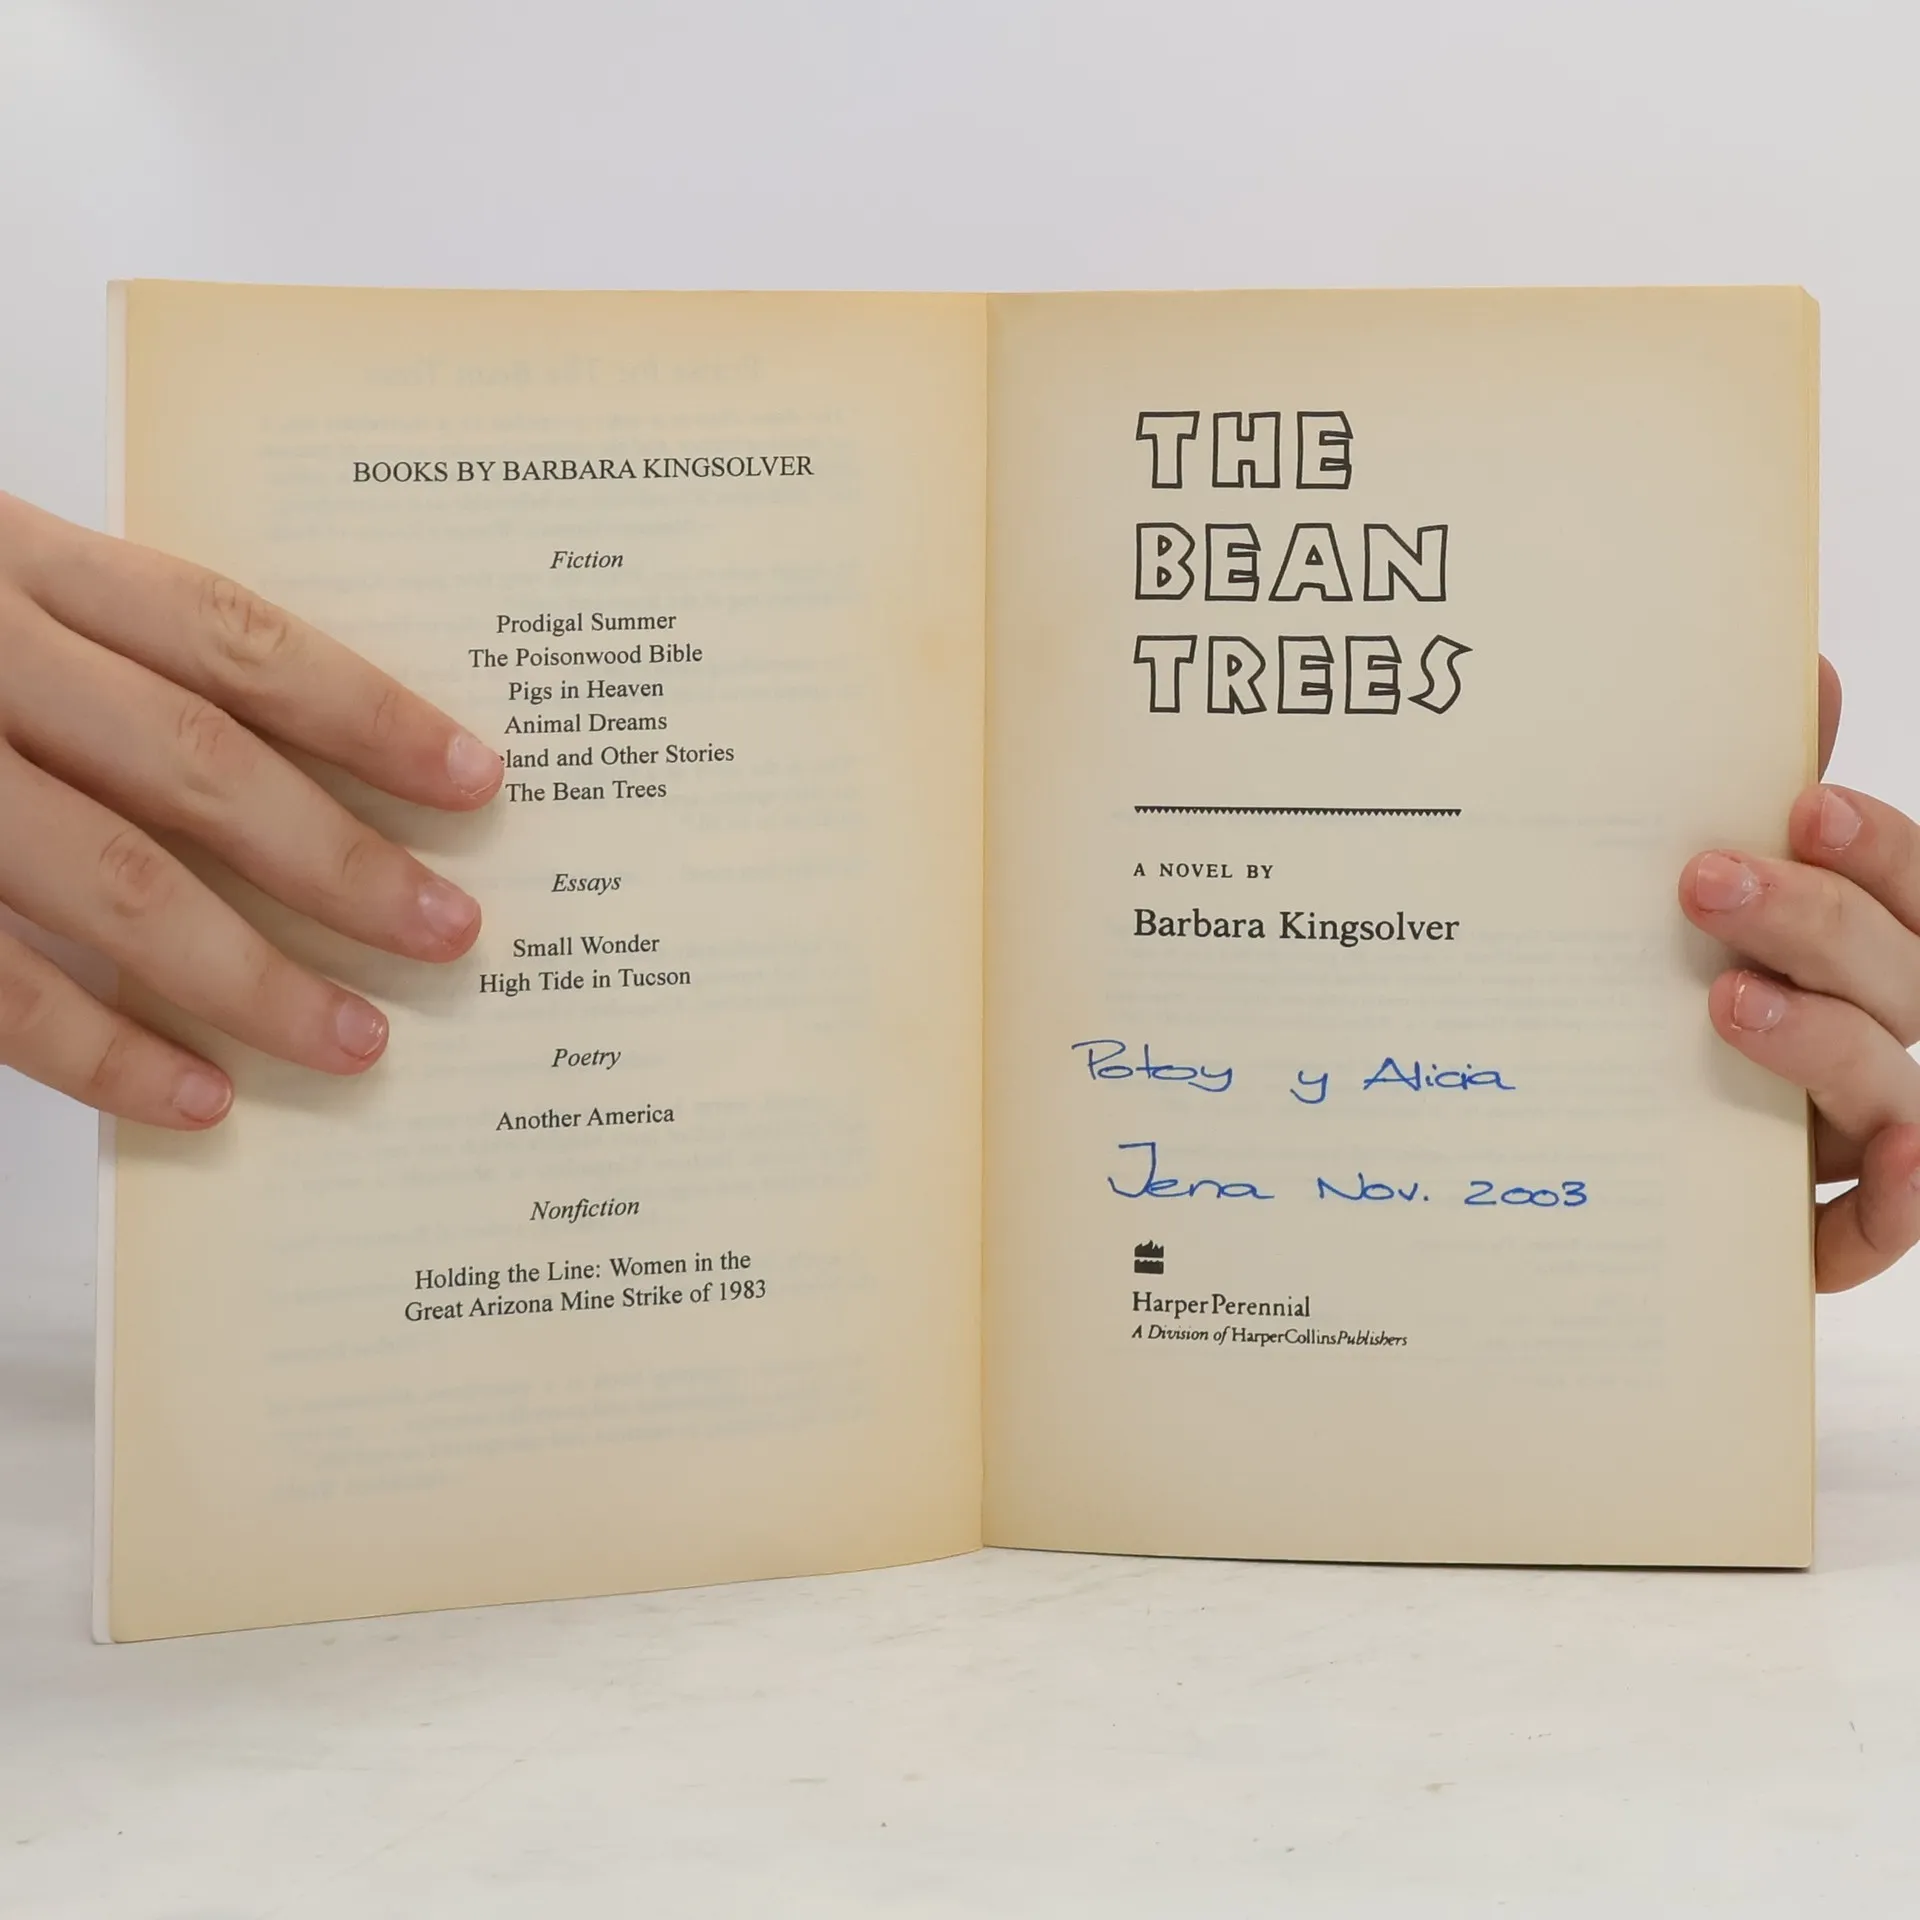 BOOKS BY BARBARA KINGSOLVER
Fiction
Prodigal Summer
The Poisonwood Bible
Pigs in Heaven
Animal Dreams
and Other Stories
The Bean Trees
Essays
Small Wonder
High Tide in Tucson
Poetry
Another America
Nonfiction
Holding the Line: Women in the
Great Arizona Mine Strike of 1983
THE
BEAN
TREES
A NOVEL BY
Barbara Kingsolver
Potoy y Alicia
Jena Nov. 2003
HarperPerennial
A Division of HarperCollinsPublishers